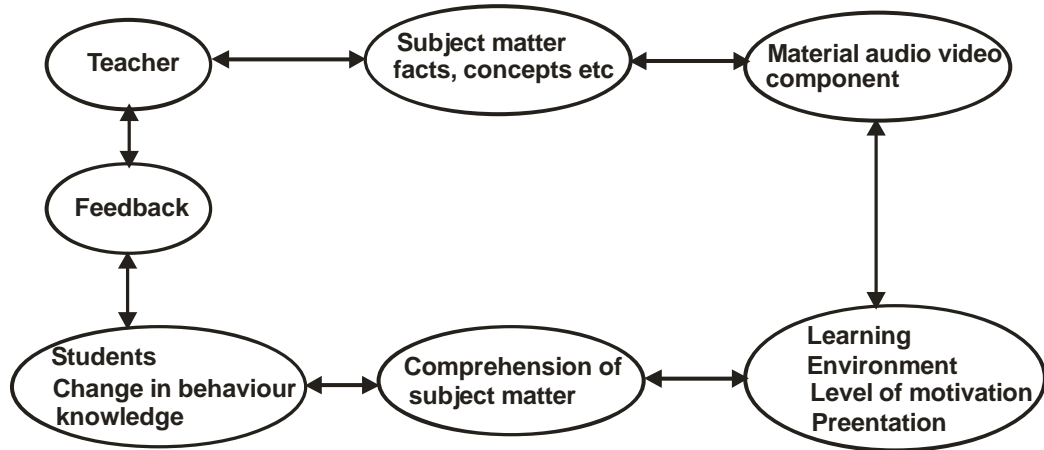 Teacher
Subject matter
facts, concepts etc
Material audio video
component
Feedback
Students
Change in behaviour
knowledge
Comprehension of
subject matter
Learning
Environment
Level of motivation
Preentation